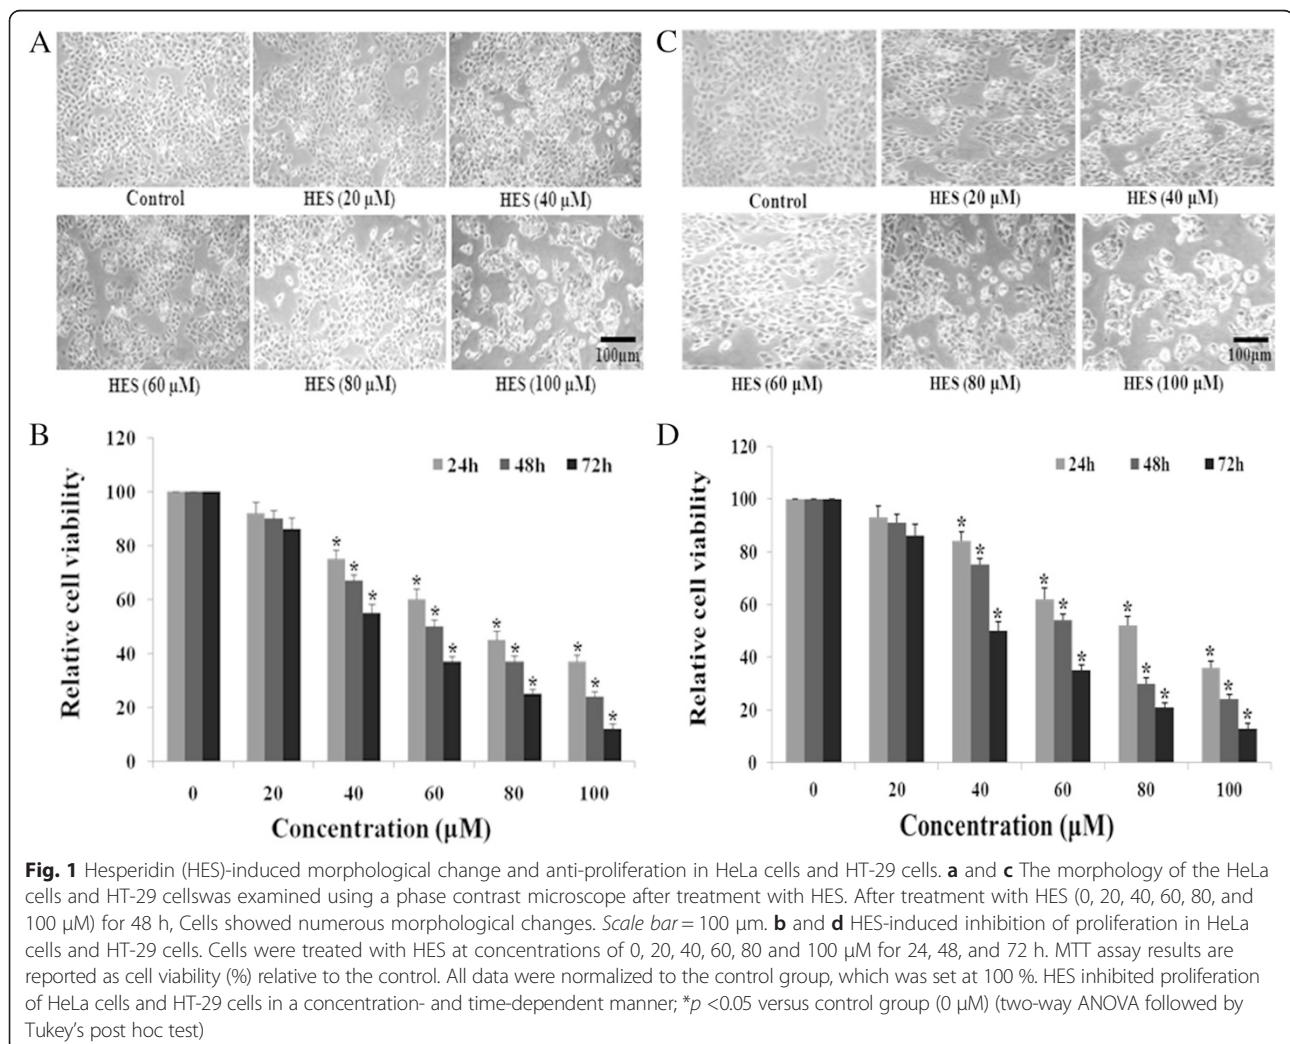 A
C
Control
HES (20 µM)
HES (40 µM)
Control
HES (20 µM)
HES (40 µM)
100µm
100µm
HES (60 µM)
HES (80 µM)
HES (100 µM)
HES (60 µM)
HES (80 µM)
HES (100 µM)
B
Relative cell viability
120
100
80
60
40
20
0
24h 48h 72h
* * * * * * * * * * * *
0 20 40 60 80 100
Concentration (µM)
D
Relative cell viability
120
100
80
60
40
20
0
24h 48h 72h
* * * * * * * * * * * *
0 20 40 60 80 100
Concentration (µM)
Fig. 1 Hesperidin (HES)-induced morphological change and anti-proliferation in HeLa cells and HT-29 cells. a and c The morphology of the HeLa
cells and HT-29 cellswas examined using a phase contrast microscope after treatment with HES. After treatment with HES (0, 20, 40, 60, 80, and
100 µM) for 48 h, Cells showed numerous morphological changes. Scale bar = 100 µm. b and d HES-induced inhibition of proliferation in HeLa
cells and HT-29 cells. Cells were treated with HES at concentrations of 0, 20, 40, 60, 80 and 100 µM for 24, 48, and 72 h. MTT assay results are
reported as cell viability (%) relative to the control. All data were normalized to the control group, which was set at 100 %. HES inhibited proliferation
of HeLa cells and HT-29 cells in a concentration- and time-dependent manner; *p <0.05 versus control group (0 µM) (two-way ANOVA followed by
Tukey's post hoc test)